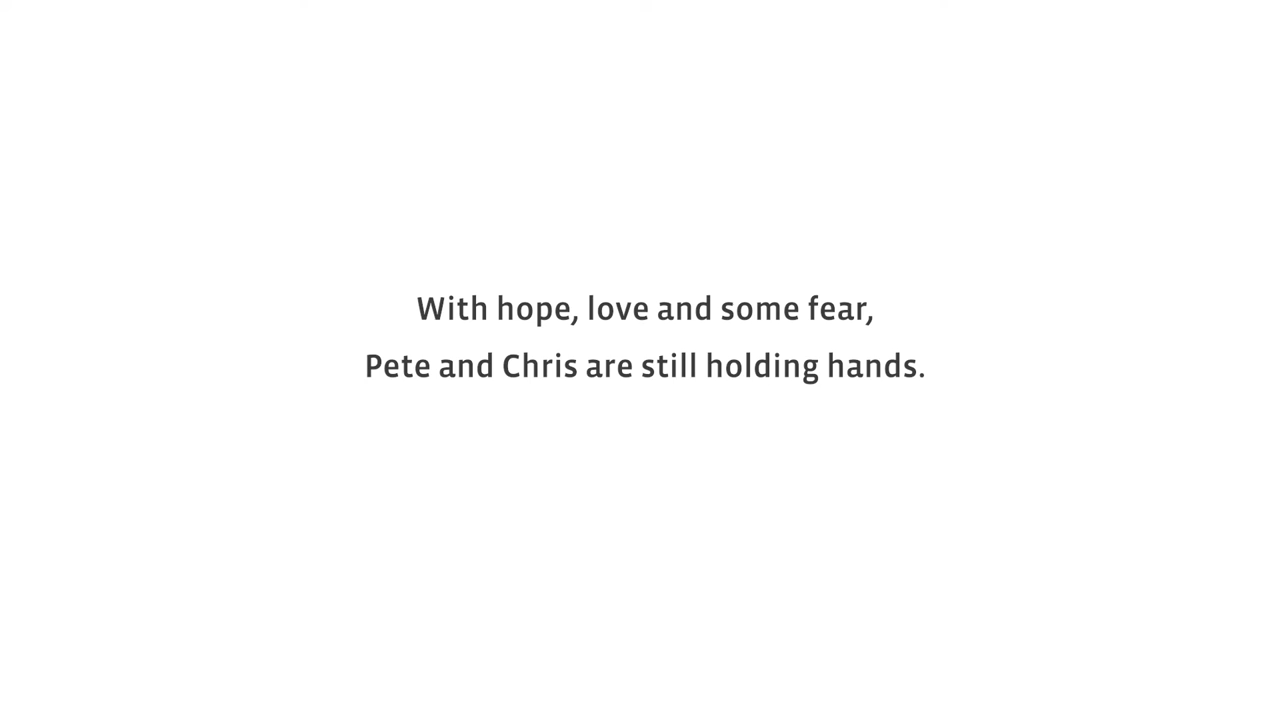 With hope, love and some fear,
Pete and Chris are still holding hands.